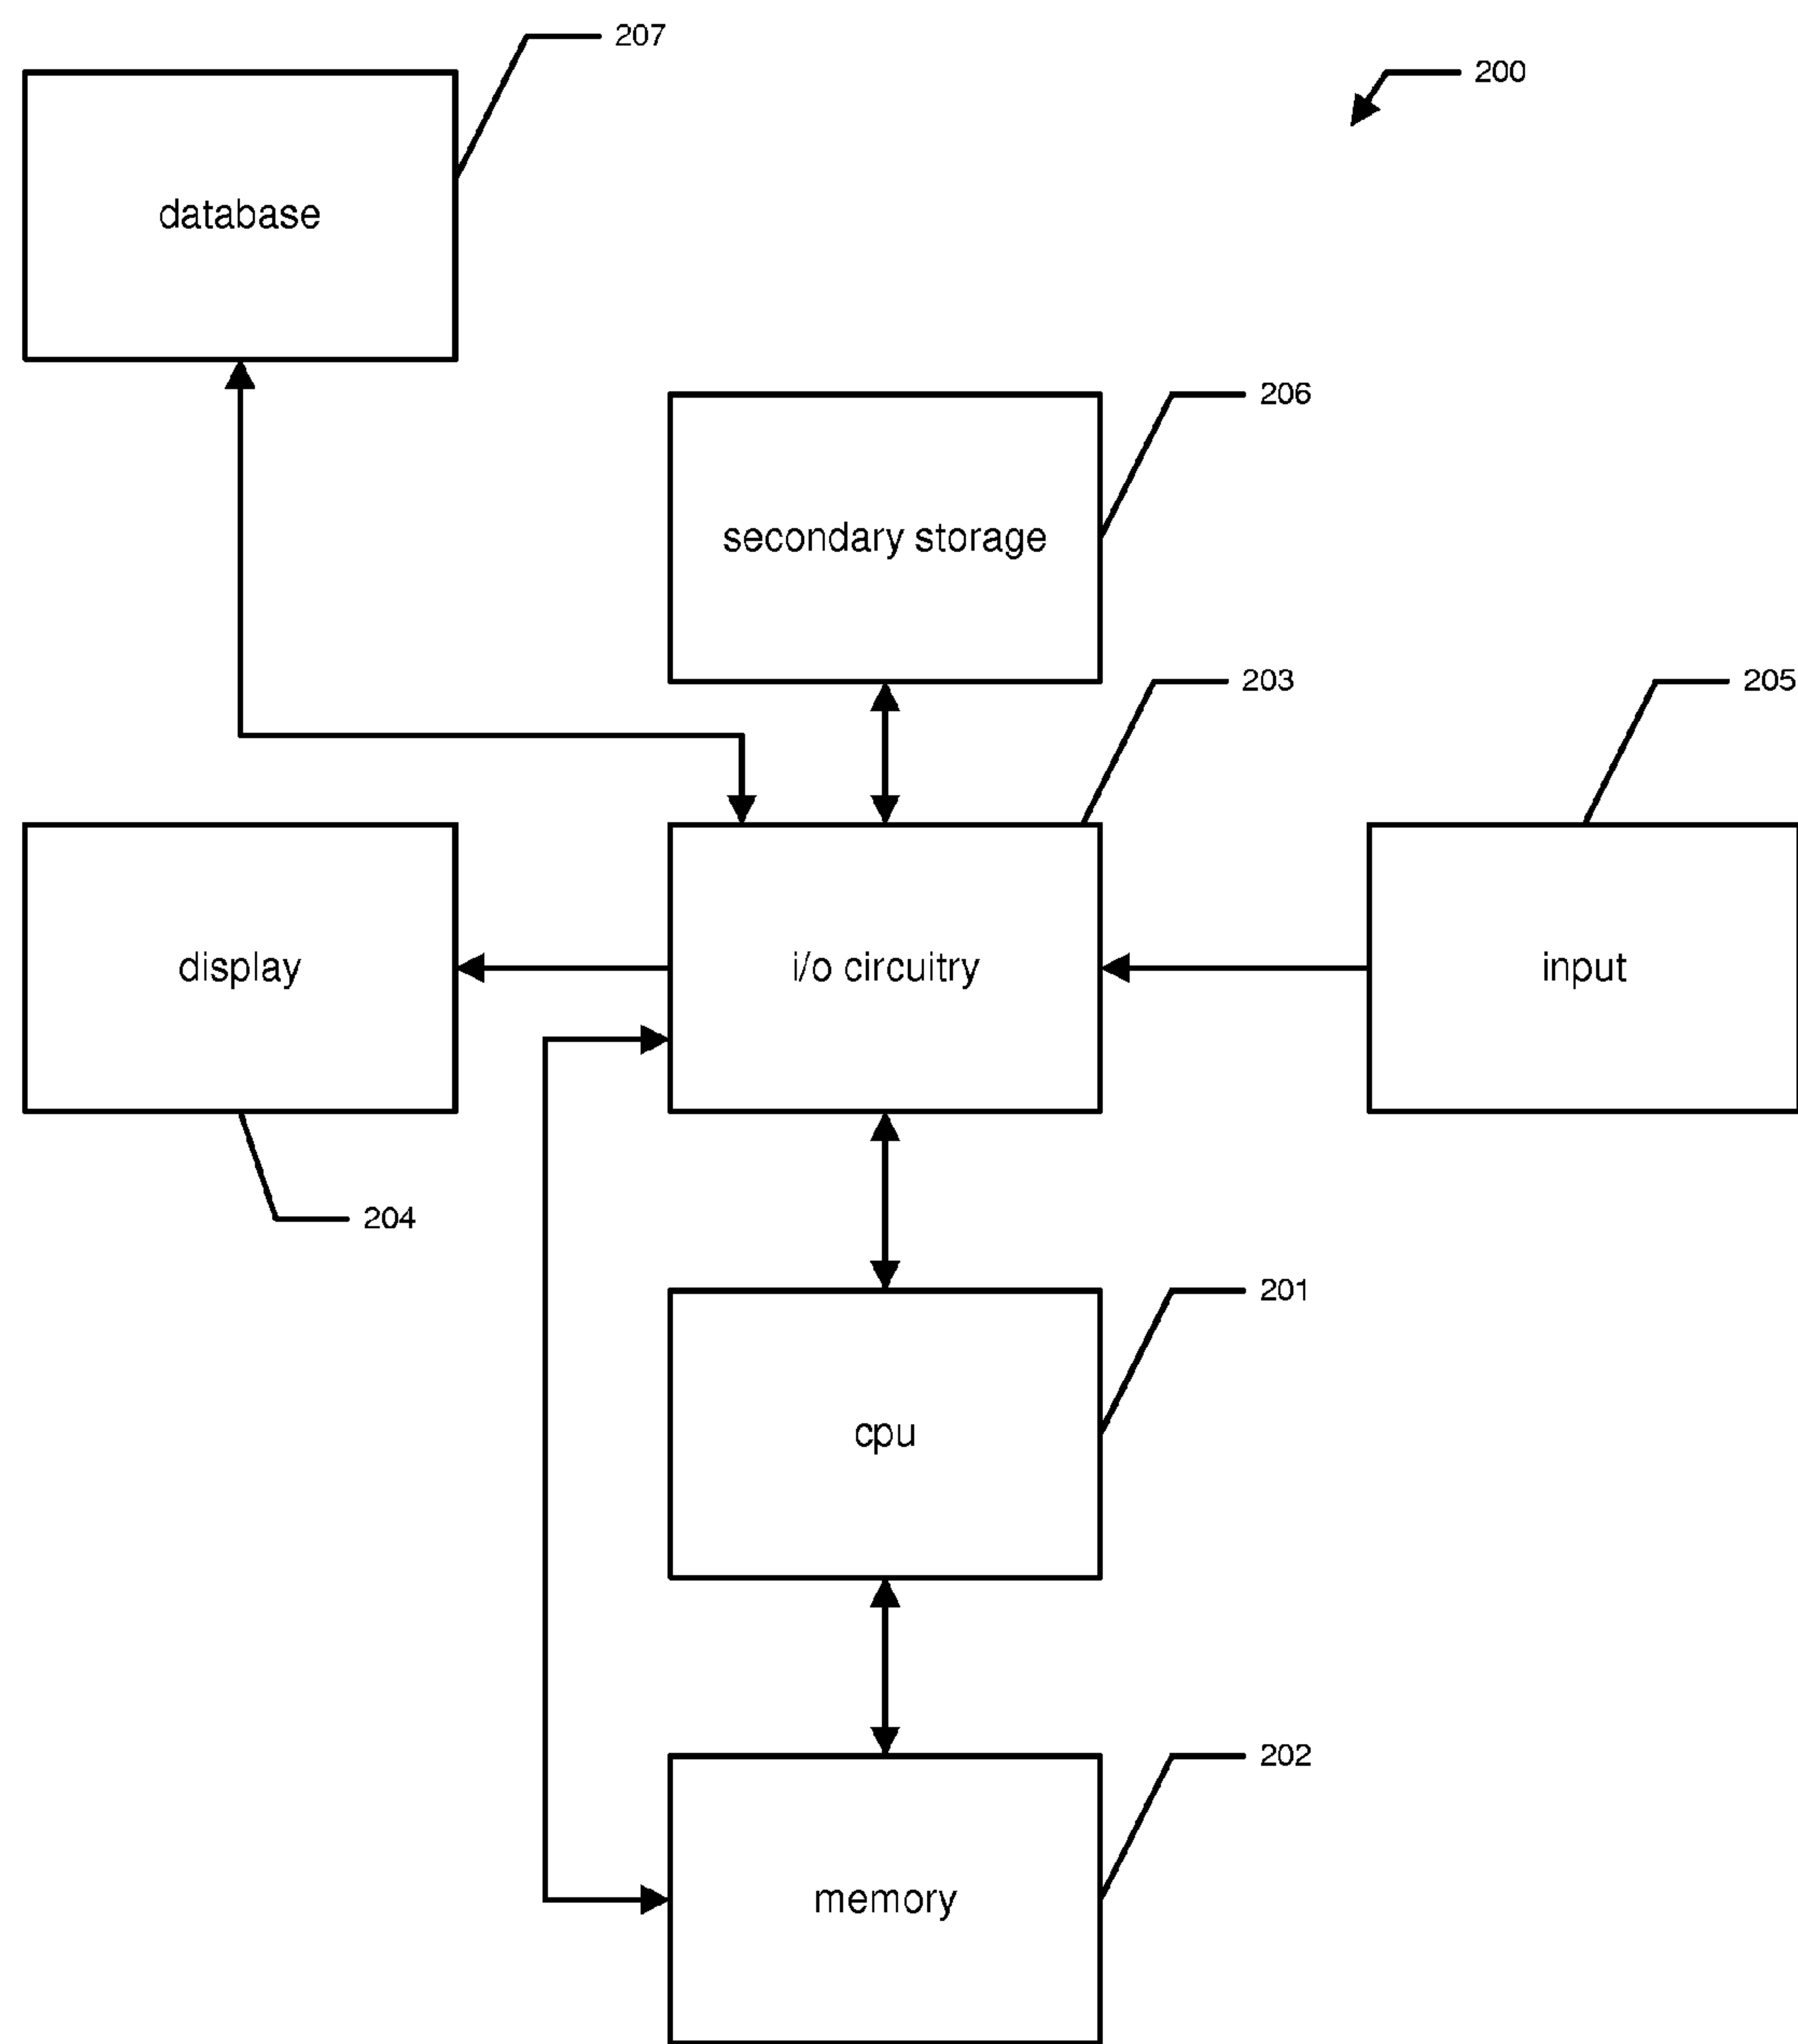 207
200
database
206
secondary storage
203
205
display
i/o circuitry
input
204
201
cpu
202
memory